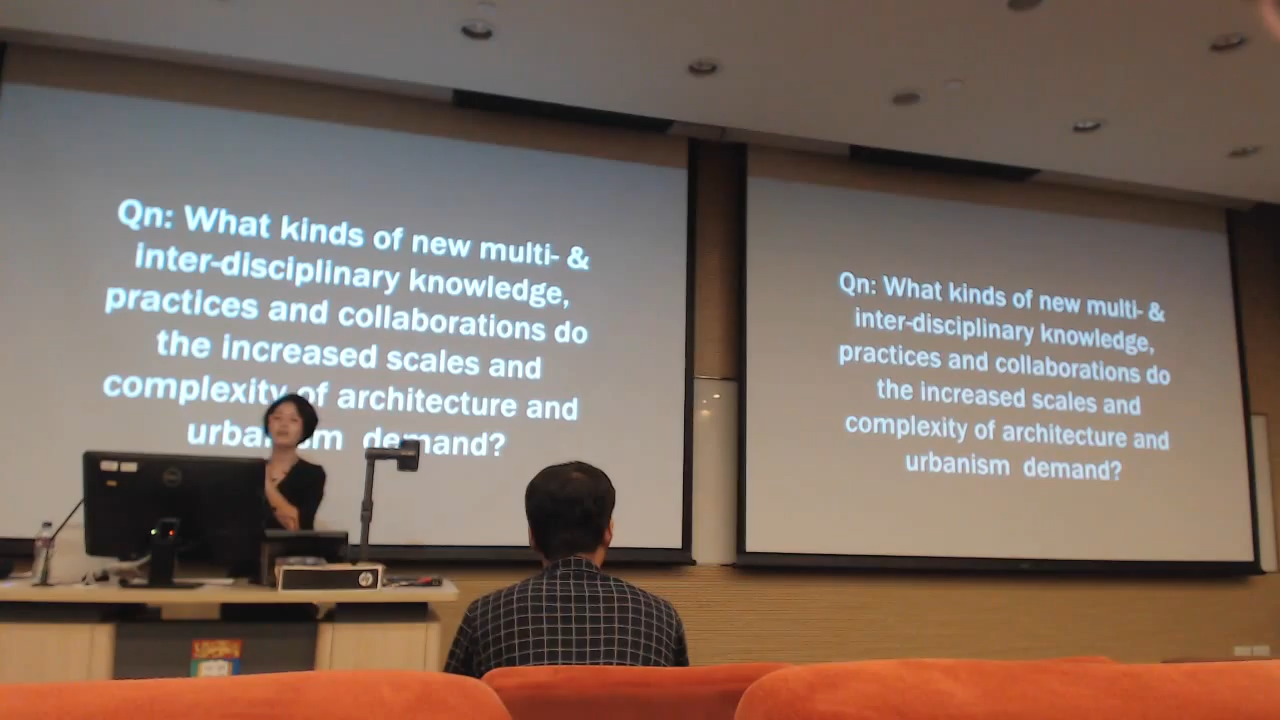 Qn: What kinds of new multi- &
inter-disciplinary knowledge,
practices and collaborations do
the increased scales and
complexity of architecture and
urbanism demand?
Qn: What kinds of new multi- &
inter-disciplinary knowledge,
practices and collaborations do
the increased scales and
complexity of architecture and
urbanism demand?
DELL
hp